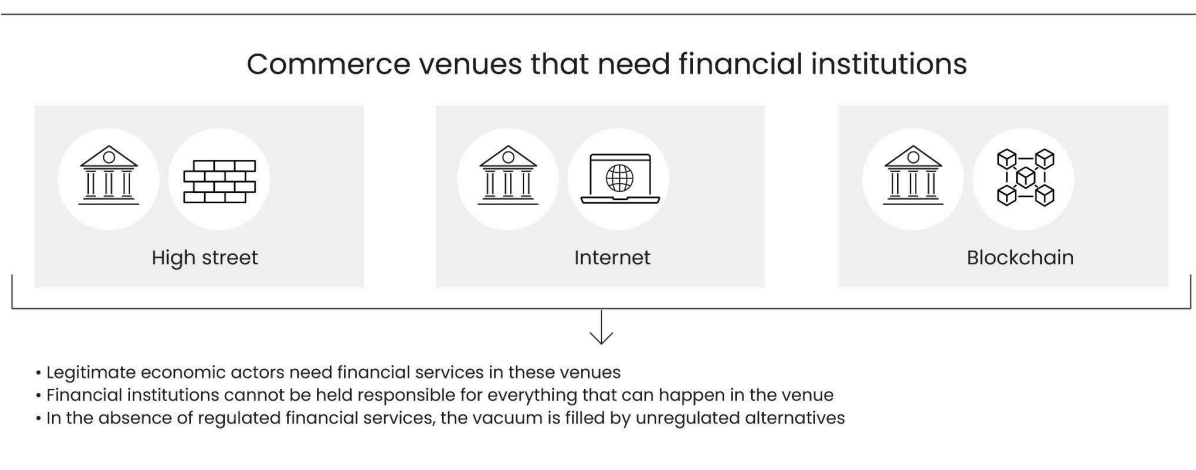 Commerce venues that need financial institutions
High street
Internet
Blockchain
• Legitimate economic actors need financial services in these venues
• Financial institutions cannot be held responsible for everything that can happen in the venue
• In the absence of regulated financial services, the vacuum is filled by unregulated alternatives